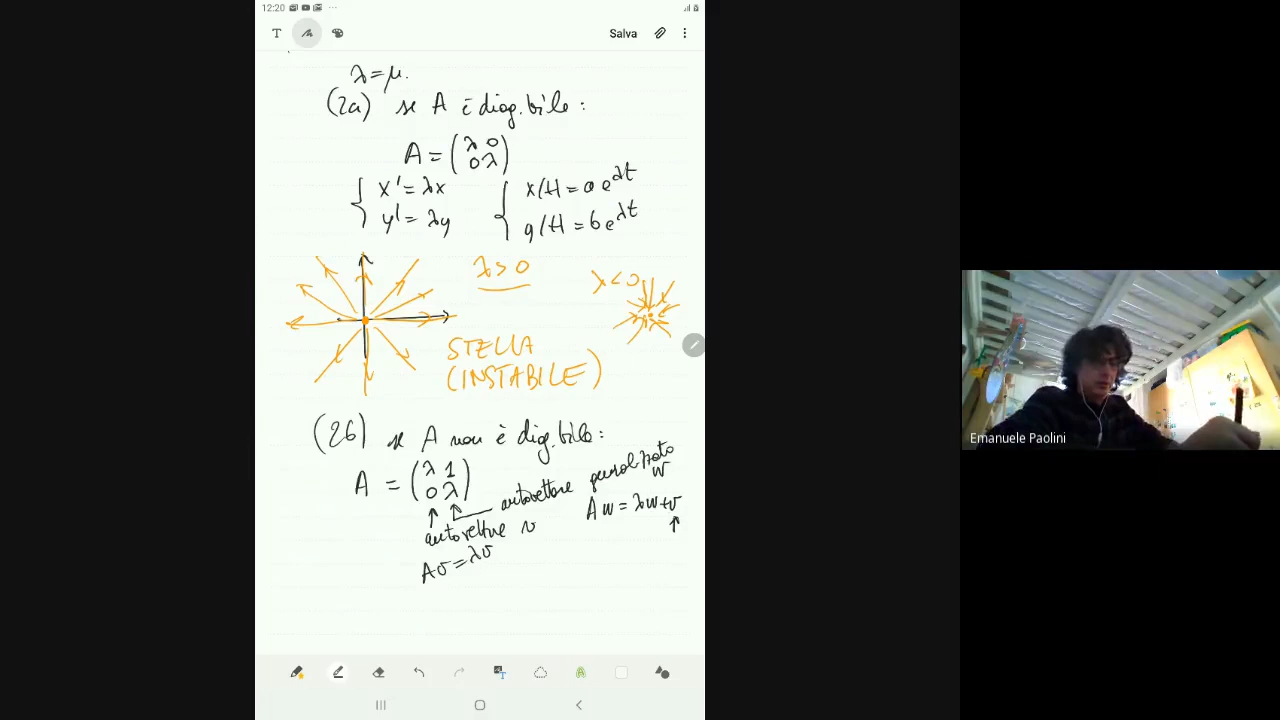 12:20
T Salva
λ=μ.
(2a) se A è diag.bile:
A = (λ 0
0 λ)
{ x' = λx { x(t) = a e^λt
y' = λy y(t) = b e^λt
λ > 0 λ < 0
STELLA
(INSTABILE)
(2b) se A non è diag.bile:
A = (λ 1
0 λ)
autovettore generalizzato
w
autovettore v Aw = λw+v
Av = λv
Emanuele Paolini